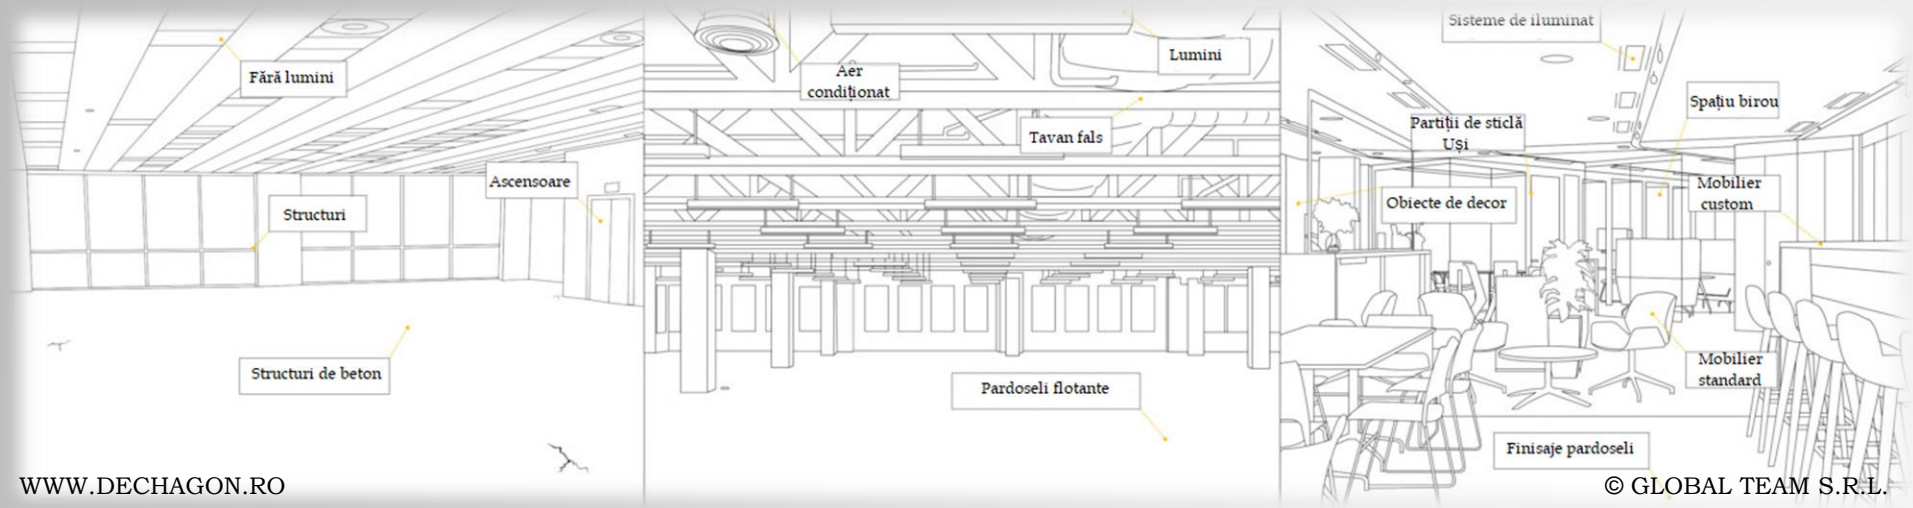 Fără lumini
Structuri
Ascensoare
Structuri de beton
Aer
condiționat
Lumini
Tavan fals
Pardoseli flotante
Sisteme de iluminat
Spațiu birou
Partiții de sticlă
Uși
Obiecte de decor
Mobilier
custom
Mobilier
standard
Finisaje pardoseli
WWW.DECHAGON.RO
© GLOBAL TEAM S.R.L.